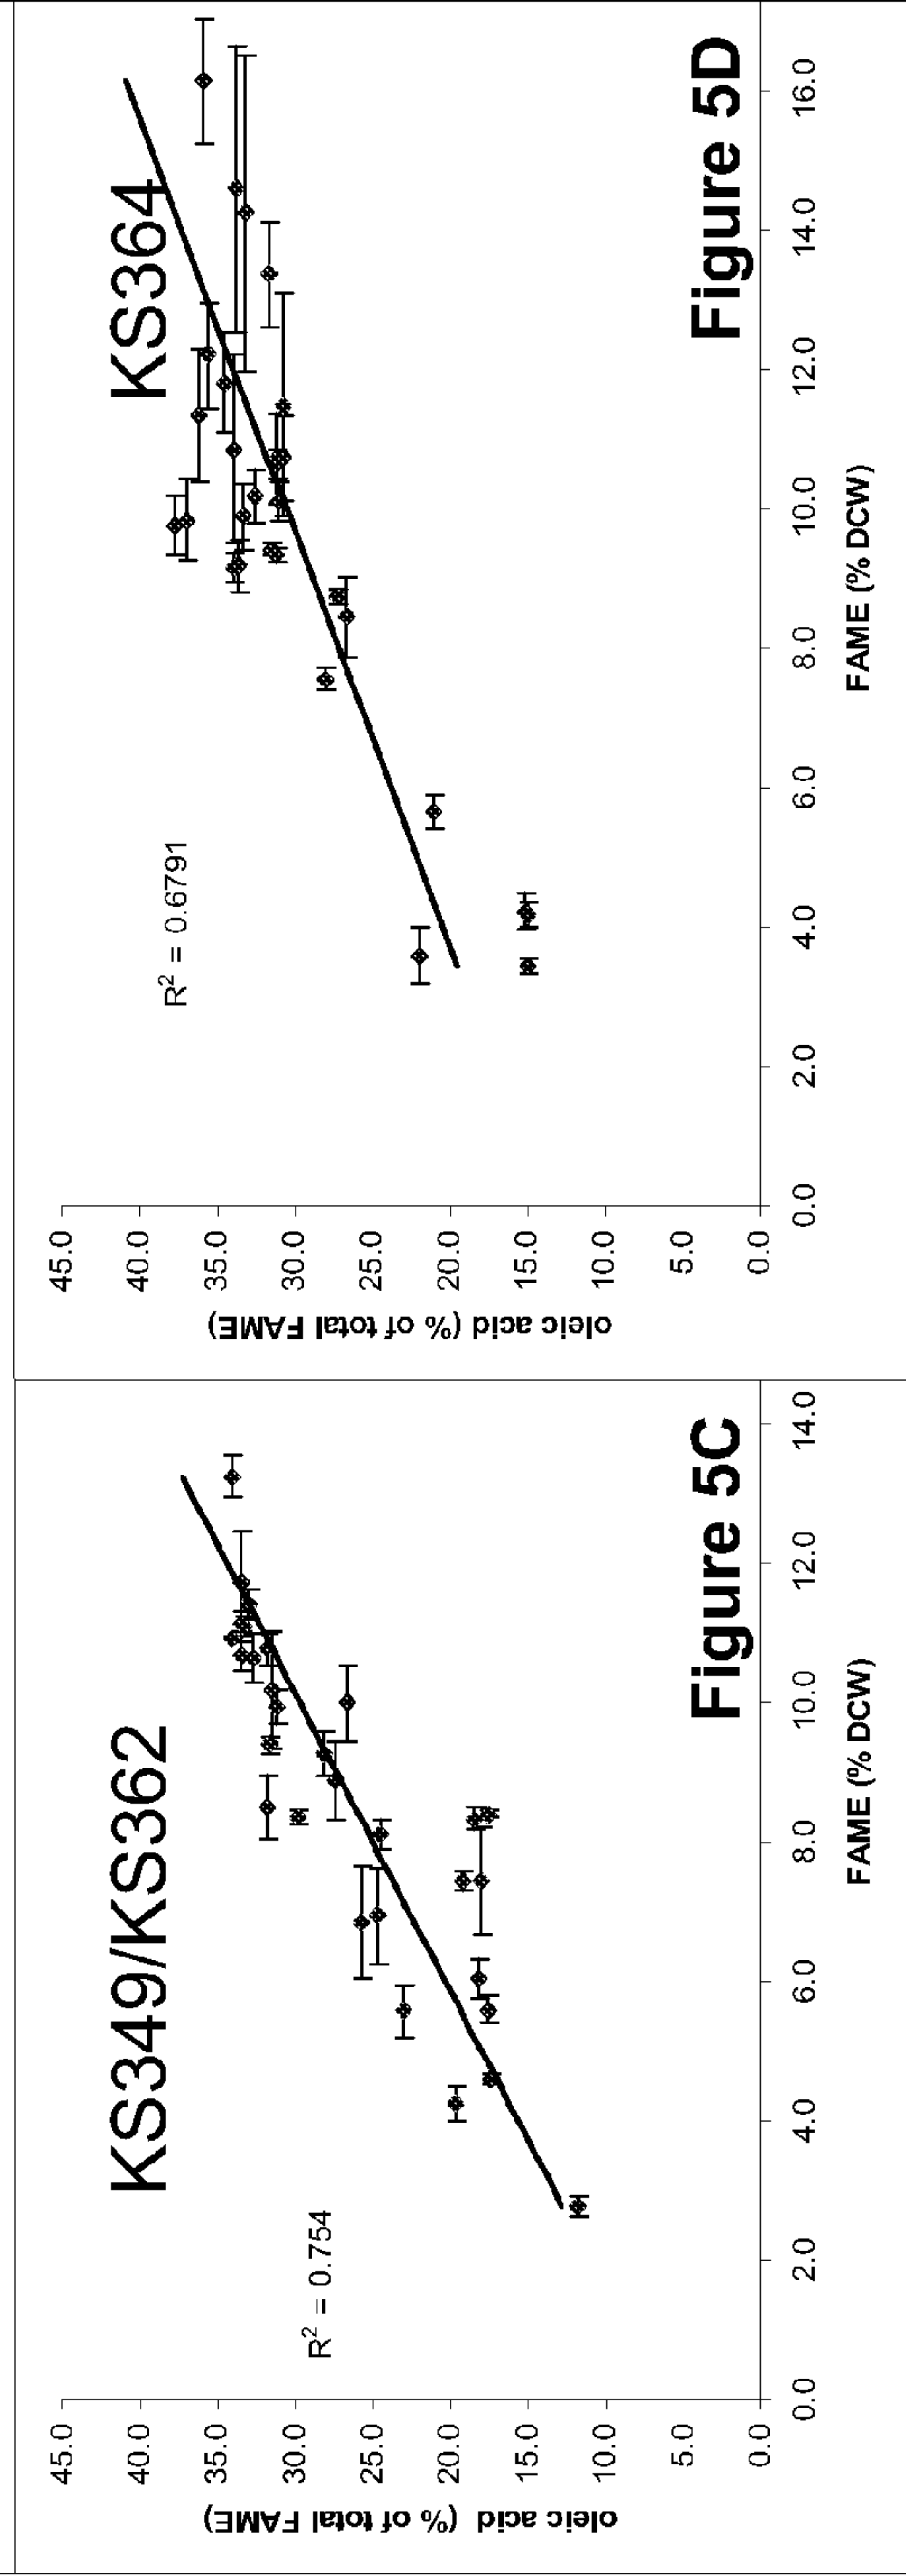 KS349/KS362
R² = 0.754
oleic acid (% of total FAME)
45.0
40.0
35.0
30.0
25.0
20.0
15.0
10.0
5.0
0.0
0.0 2.0 4.0 6.0 8.0 10.0 12.0 14.0
FAME (% DCW)
Figure 5C
KS364
R² = 0.6791
oleic acid (% of total FAME)
45.0
40.0
35.0
30.0
25.0
20.0
15.0
10.0
5.0
0.0
0.0 2.0 4.0 6.0 8.0 10.0 12.0 14.0 16.0
FAME (% DCW)
Figure 5D